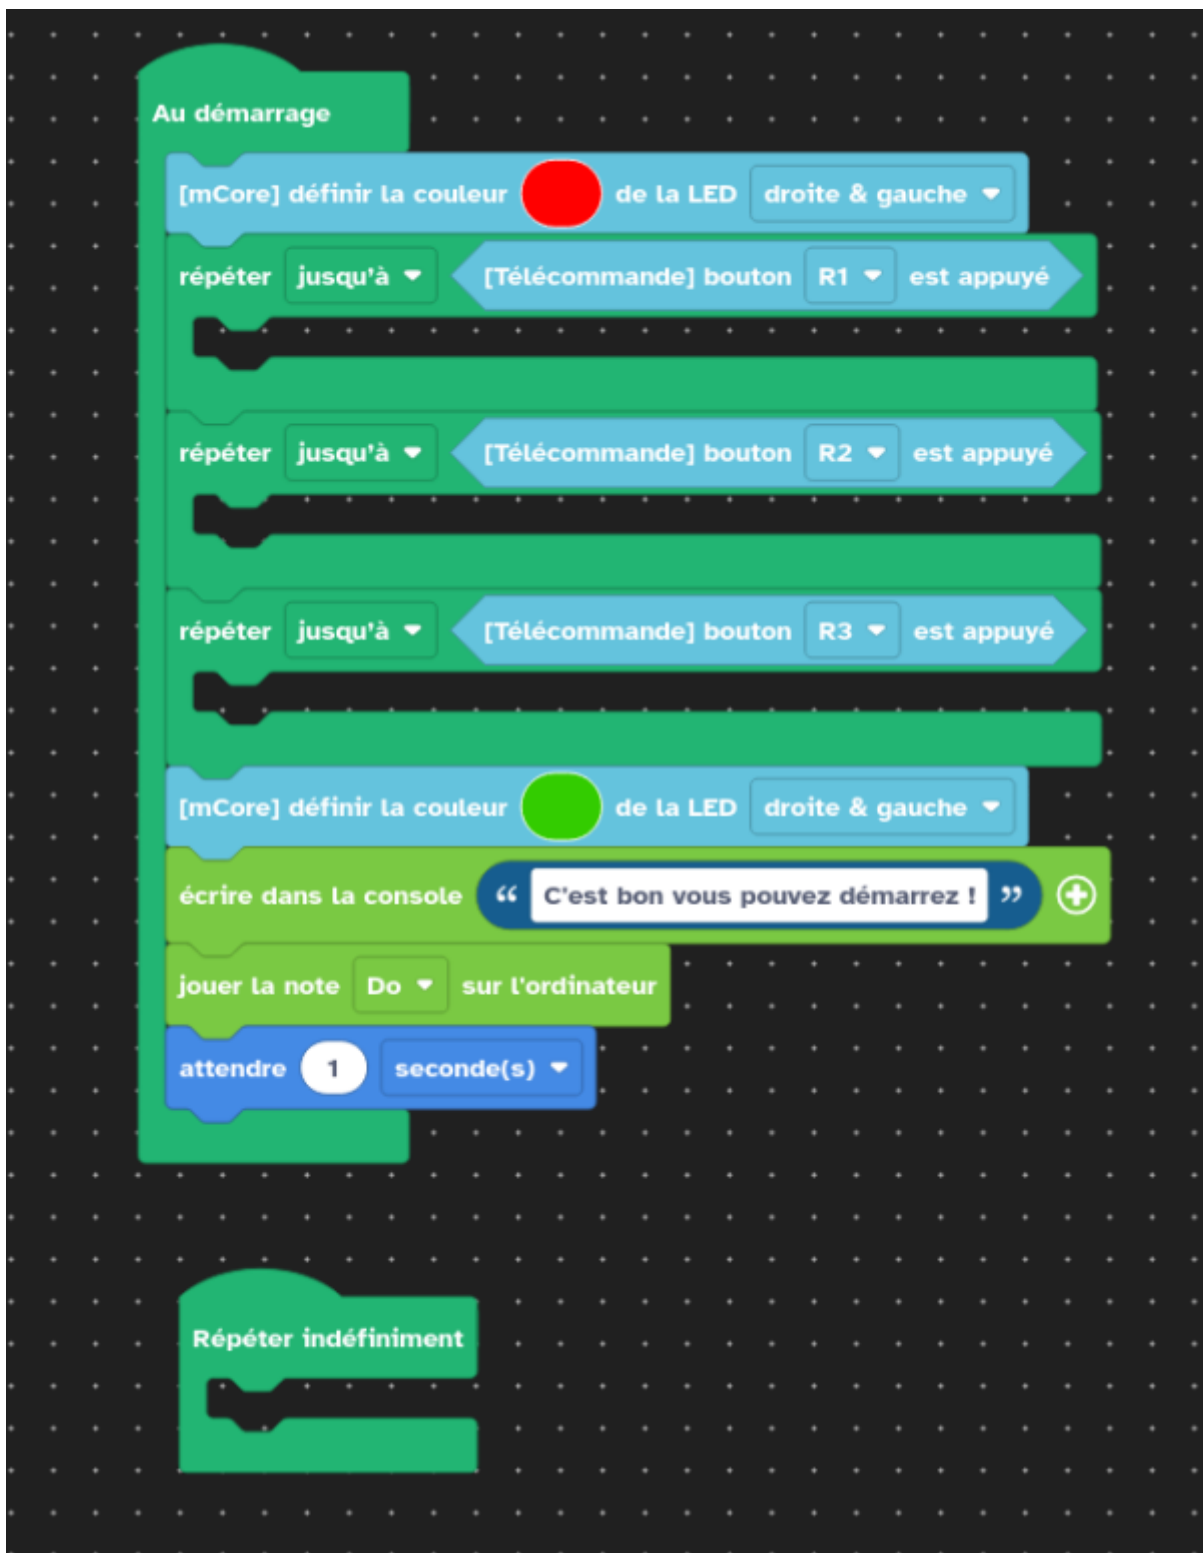 Au démarrage
[mCore] définir la couleur de la LED droite & gauche
répéter jusqu'à [Télécommande] bouton R1 est appuyé
répéter jusqu'à [Télécommande] bouton R2 est appuyé
répéter jusqu'à [Télécommande] bouton R3 est appuyé
[mCore] définir la couleur de la LED droite & gauche
écrire dans la console “ C'est bon vous pouvez démarrez ! ”
jouer la note Do sur l'ordinateur
attendre 1 seconde(s)
Répéter indéfiniment